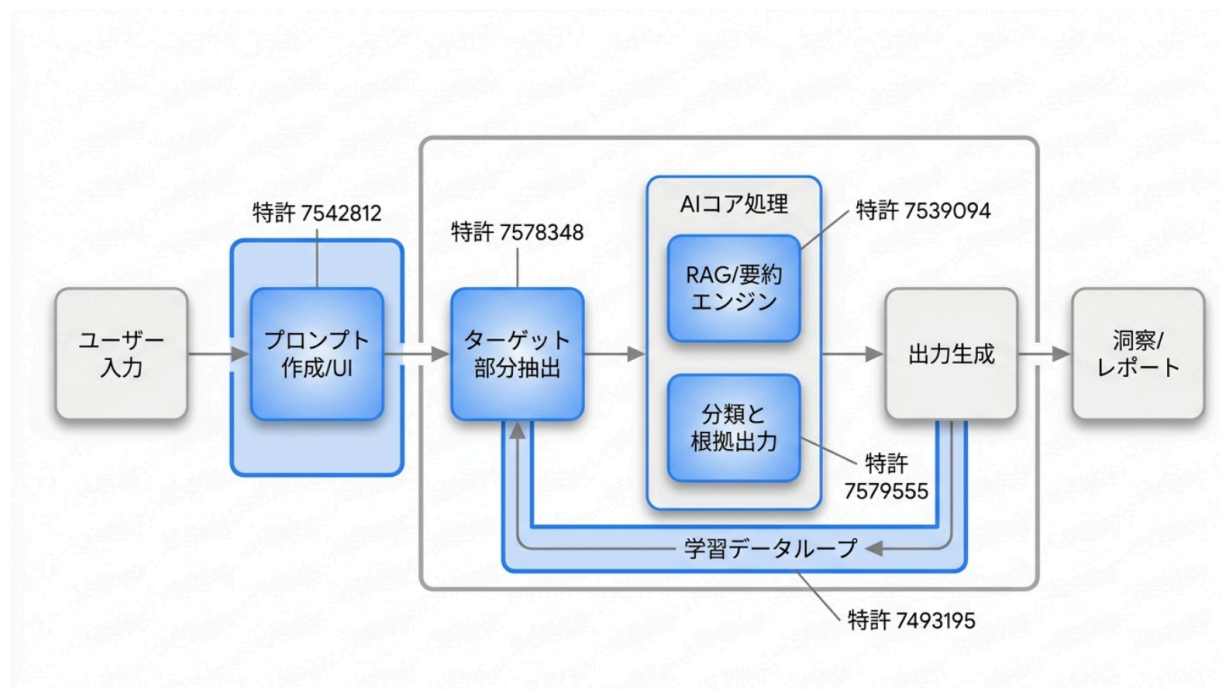 特許 7542812
特許 7578348
AIコア処理
特許 7539094
RAG/要約
エンジン
ユーザー
入力
プロンプト
作成/UI
ターゲット
部分抽出
出力生成
洞察/
レポート
分類と
根拠出力
特許
7579555
学習データループ
特許 7493195